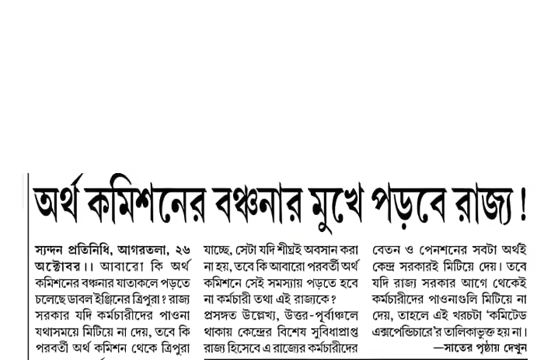 অর্থ কমিশনের বঞ্চনার মুখে পড়বে রাজ্য!
স্যন্দন প্রতিনিধি, আগরতলা, ২৬
অক্টোবর।। আবারো কি অর্থ
কমিশনের বঞ্চনার যাতাকলে পড়তে
চলেছে ডাবল ইঞ্জিনের ত্রিপুরা? রাজ্য
সরকার যদি কর্মচারীদের পাওনা
যথাসময়ে মিটিয়ে না দেয়, তবে কি
পরবর্তী অর্থ কমিশন থেকে ত্রিপুরা
যাচ্ছে, সেটা যদি শীঘ্রই অবসান করা
না হয়, তবে কি আবারো পরবর্তী অর্থ
কমিশনে সেই সমস্যায় পড়তে হবে
না কর্মচারী তথা এই রাজ্যকে?
প্রসঙ্গত উল্লেখ্য, উত্তর-পূর্বাঞ্চলে
থাকায় কেন্দ্রের বিশেষ সুবিধাপ্রাপ্ত
রাজ্য হিসেবে এ রাজ্যের কর্মচারীদের
বেতন ও পেনশনের সবটা অর্থই
কেন্দ্র সরকারই মিটিয়ে দেয়। তবে
যদি রাজ্য সরকার আগে থেকেই
কর্মচারীদের পাওনাগুলি মিটিয়ে না
দেয়, তাহলে এই খরচটা 'কমিটেড
এক্সপেন্ডিচারে'র তালিকাভুক্ত হয় না।
—সাতের পৃষ্ঠায় দেখুন